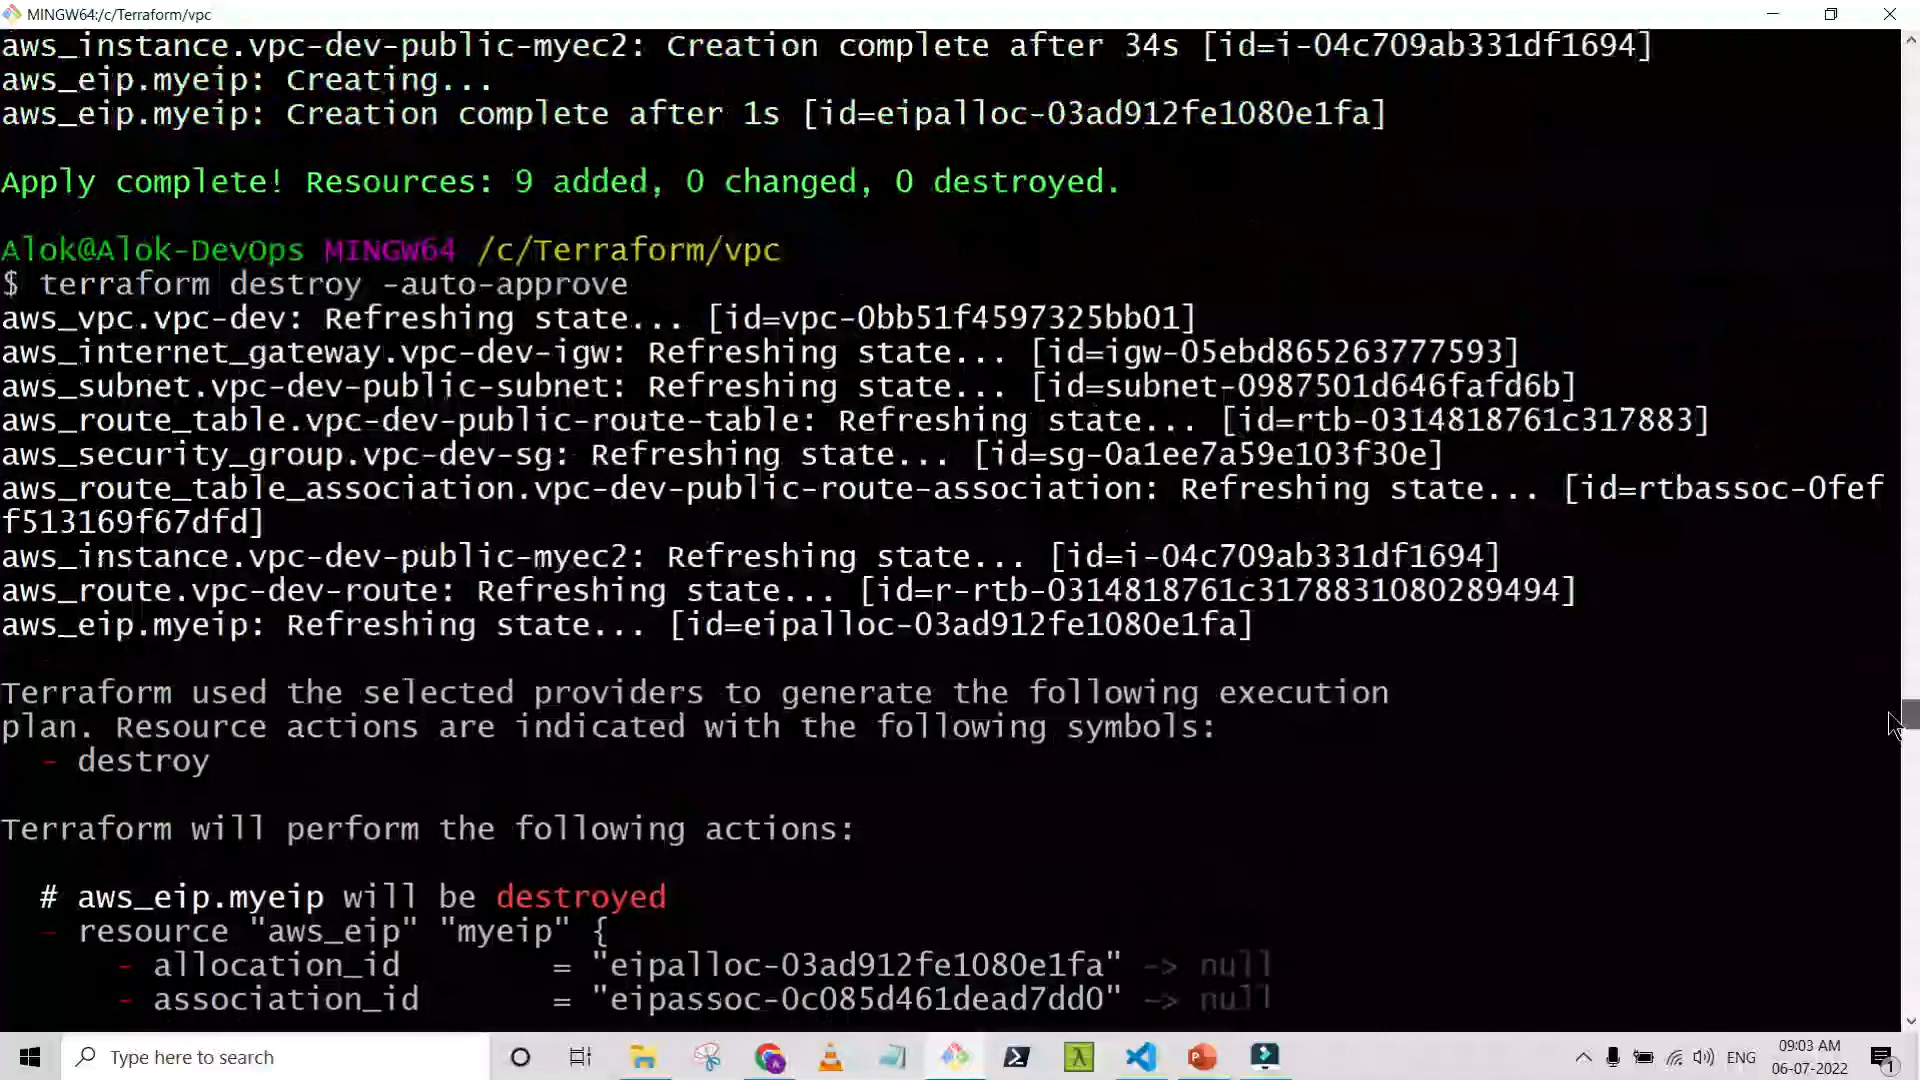 MINGW64:/c/Terraform/vpc
aws_instance.vpc-dev-public-myec2: Creation complete after 34s [id=i-04c709ab331df1694]
aws_eip.myeip: Creating...
aws_eip.myeip: Creation complete after 1s [id=eipalloc-03ad912fe1080e1fa]
Apply complete! Resources: 9 added, 0 changed, 0 destroyed.
Alok@Alok-DevOps MINGW64 /c/Terraform/vpc
$ terraform destroy -auto-approve
aws_vpc.vpc-dev: Refreshing state... [id=vpc-0bb51f4597325bb01]
aws_internet_gateway.vpc-dev-igw: Refreshing state... [id=igw-05ebd865263777593]
aws_subnet.vpc-dev-public-subnet: Refreshing state... [id=subnet-0987501d646fafd6b]
aws_route_table.vpc-dev-public-route-table: Refreshing state... [id=rtb-0314818761c317883]
aws_security_group.vpc-dev-sg: Refreshing state... [id=sg-0a1ee7a59e103f30e]
aws_route_table_association.vpc-dev-public-route-association: Refreshing state... [id=rtbassoc-0fef
f513169f67dfd]
aws_instance.vpc-dev-public-myec2: Refreshing state... [id=i-04c709ab331df1694]
aws_route.vpc-dev-route: Refreshing state... [id=r-rtb-0314818761c3178831080289494]
aws_eip.myeip: Refreshing state... [id=eipalloc-03ad912fe1080e1fa]
Terraform used the selected providers to generate the following execution
plan. Resource actions are indicated with the following symbols:
- destroy
Terraform will perform the following actions:
# aws_eip.myeip will be destroyed
- resource "aws_eip" "myeip" {
- allocation_id = "eipalloc-03ad912fe1080e1fa" -> null
- association_id = "eipassoc-0c085d461dead7dd0" -> null
Type here to search
ENG
09:03 AM
06-07-2022
1